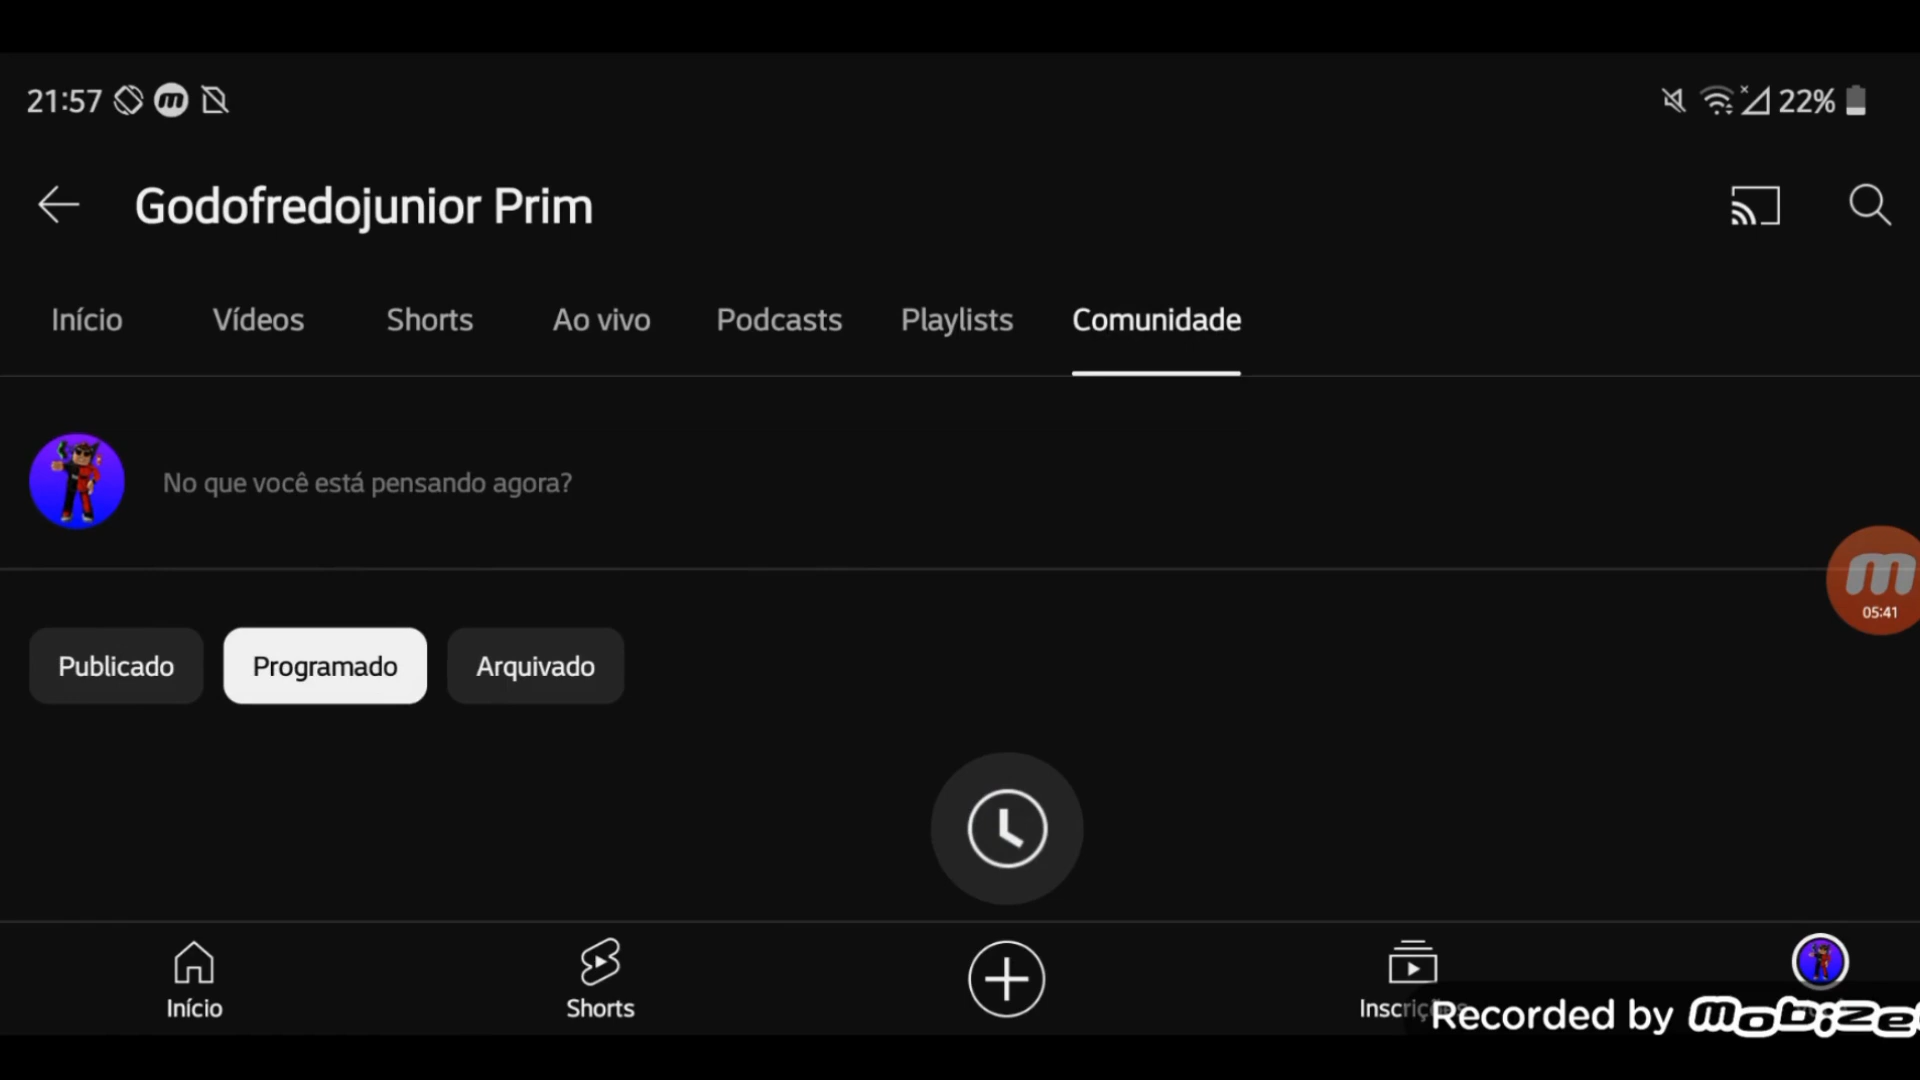 21:57
22%
Godofredojunior Prim
Início
Vídeos
Shorts
Ao vivo
Podcasts
Playlists
Comunidade
No que você está pensando agora?
05:41
Publicado
Programado
Arquivado
Início
Shorts
Recorded by